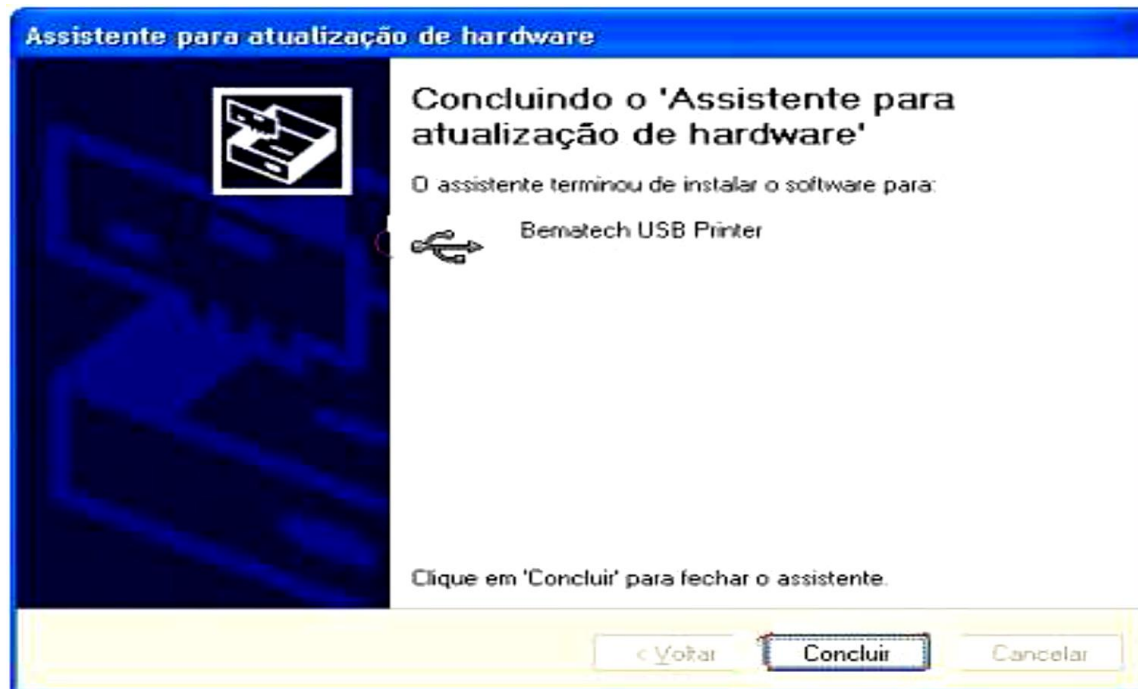 Assistente para atualização de hardware
Concluindo o 'Assistente para
atualização de hardware'
O assistente terminou de instalar o software para:
Bematech USB Printer
Clique em 'Concluir' para fechar o assistente.
< Voltar
Concluir
Cancelar